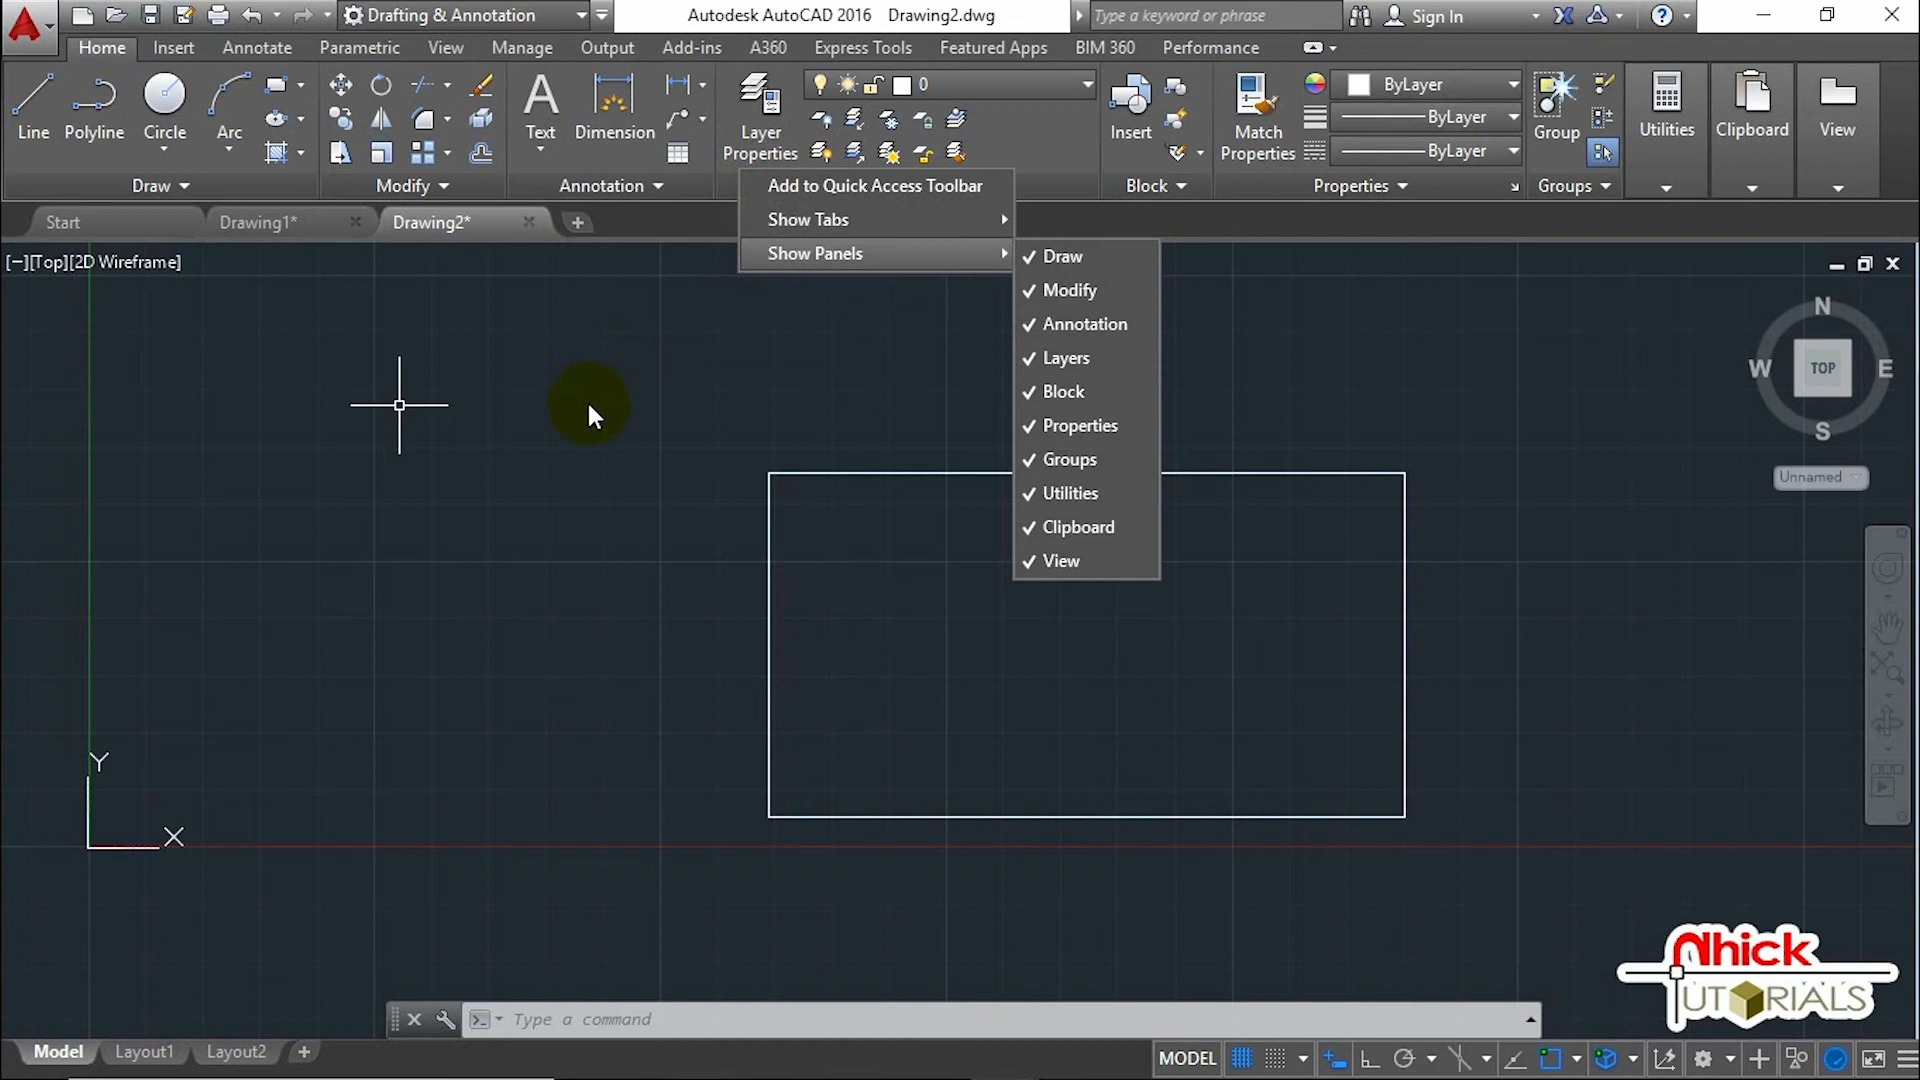 Drafting & Annotation
Autodesk AutoCAD 2016 Drawing2.dwg
Type a keyword or phrase
Sign In
Home Insert Annotate Parametric View Manage Output Add-ins A360 Express Tools Featured Apps BIM 360 Performance
0
ByLayer
ByLayer
ByLayer
Line Polyline Circle Arc
Text Dimension
Layer
Properties
Insert
Match
Properties
Group
Utilities
Clipboard
View
Draw
Modify
Annotation
Block
Properties
Groups
Add to Quick Access Toolbar
Show Tabs
Show Panels
Start
Drawing1*
Drawing2*
Draw
Modify
Annotation
Layers
Block
Properties
Groups
Utilities
Clipboard
View
[−][Top][2D Wireframe]
N
W
TOP
E
S
Unnamed
Y
X
Nhick
TUTORIALS
Type a command
Model
Layout1
Layout2
MODEL